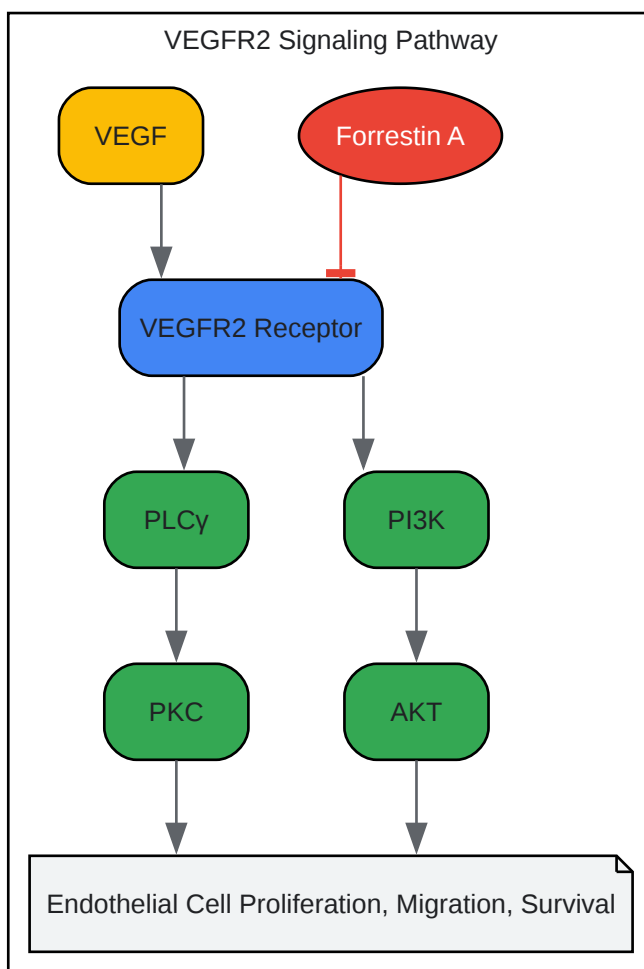 VEGFR2 Signaling Pathway
VEGF
Forrestin A
VEGFR2 Receptor
PLCγ
PI3K
PKC
AKT
Endothelial Cell Proliferation, Migration, Survival